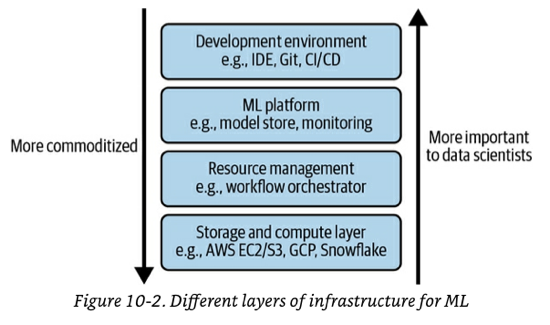 Development environment
e.g., IDE, Git, CI/CD
ML platform
e.g., model store, monitoring
More commoditized
More important
to data scientists
Resource management
e.g., workflow orchestrator
Storage and compute layer
e.g., AWS EC2/S3, GCP, Snowflake
Figure 10-2. Different layers of infrastructure for ML